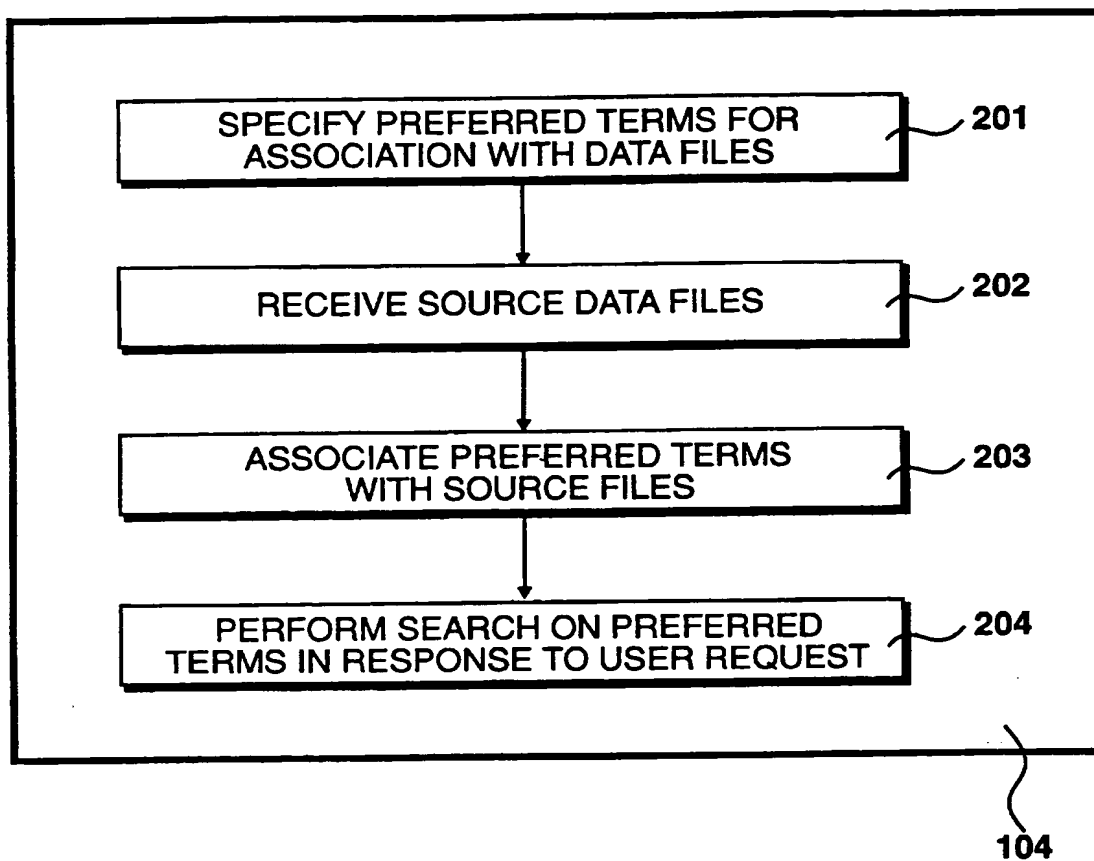 SPECIFY PREFERRED TERMS FOR
ASSOCIATION WITH DATA FILES
201
RECEIVE SOURCE DATA FILES
202
ASSOCIATE PREFERRED TERMS
WITH SOURCE FILES
203
PERFORM SEARCH ON PREFERRED
TERMS IN RESPONSE TO USER REQUEST
204
104